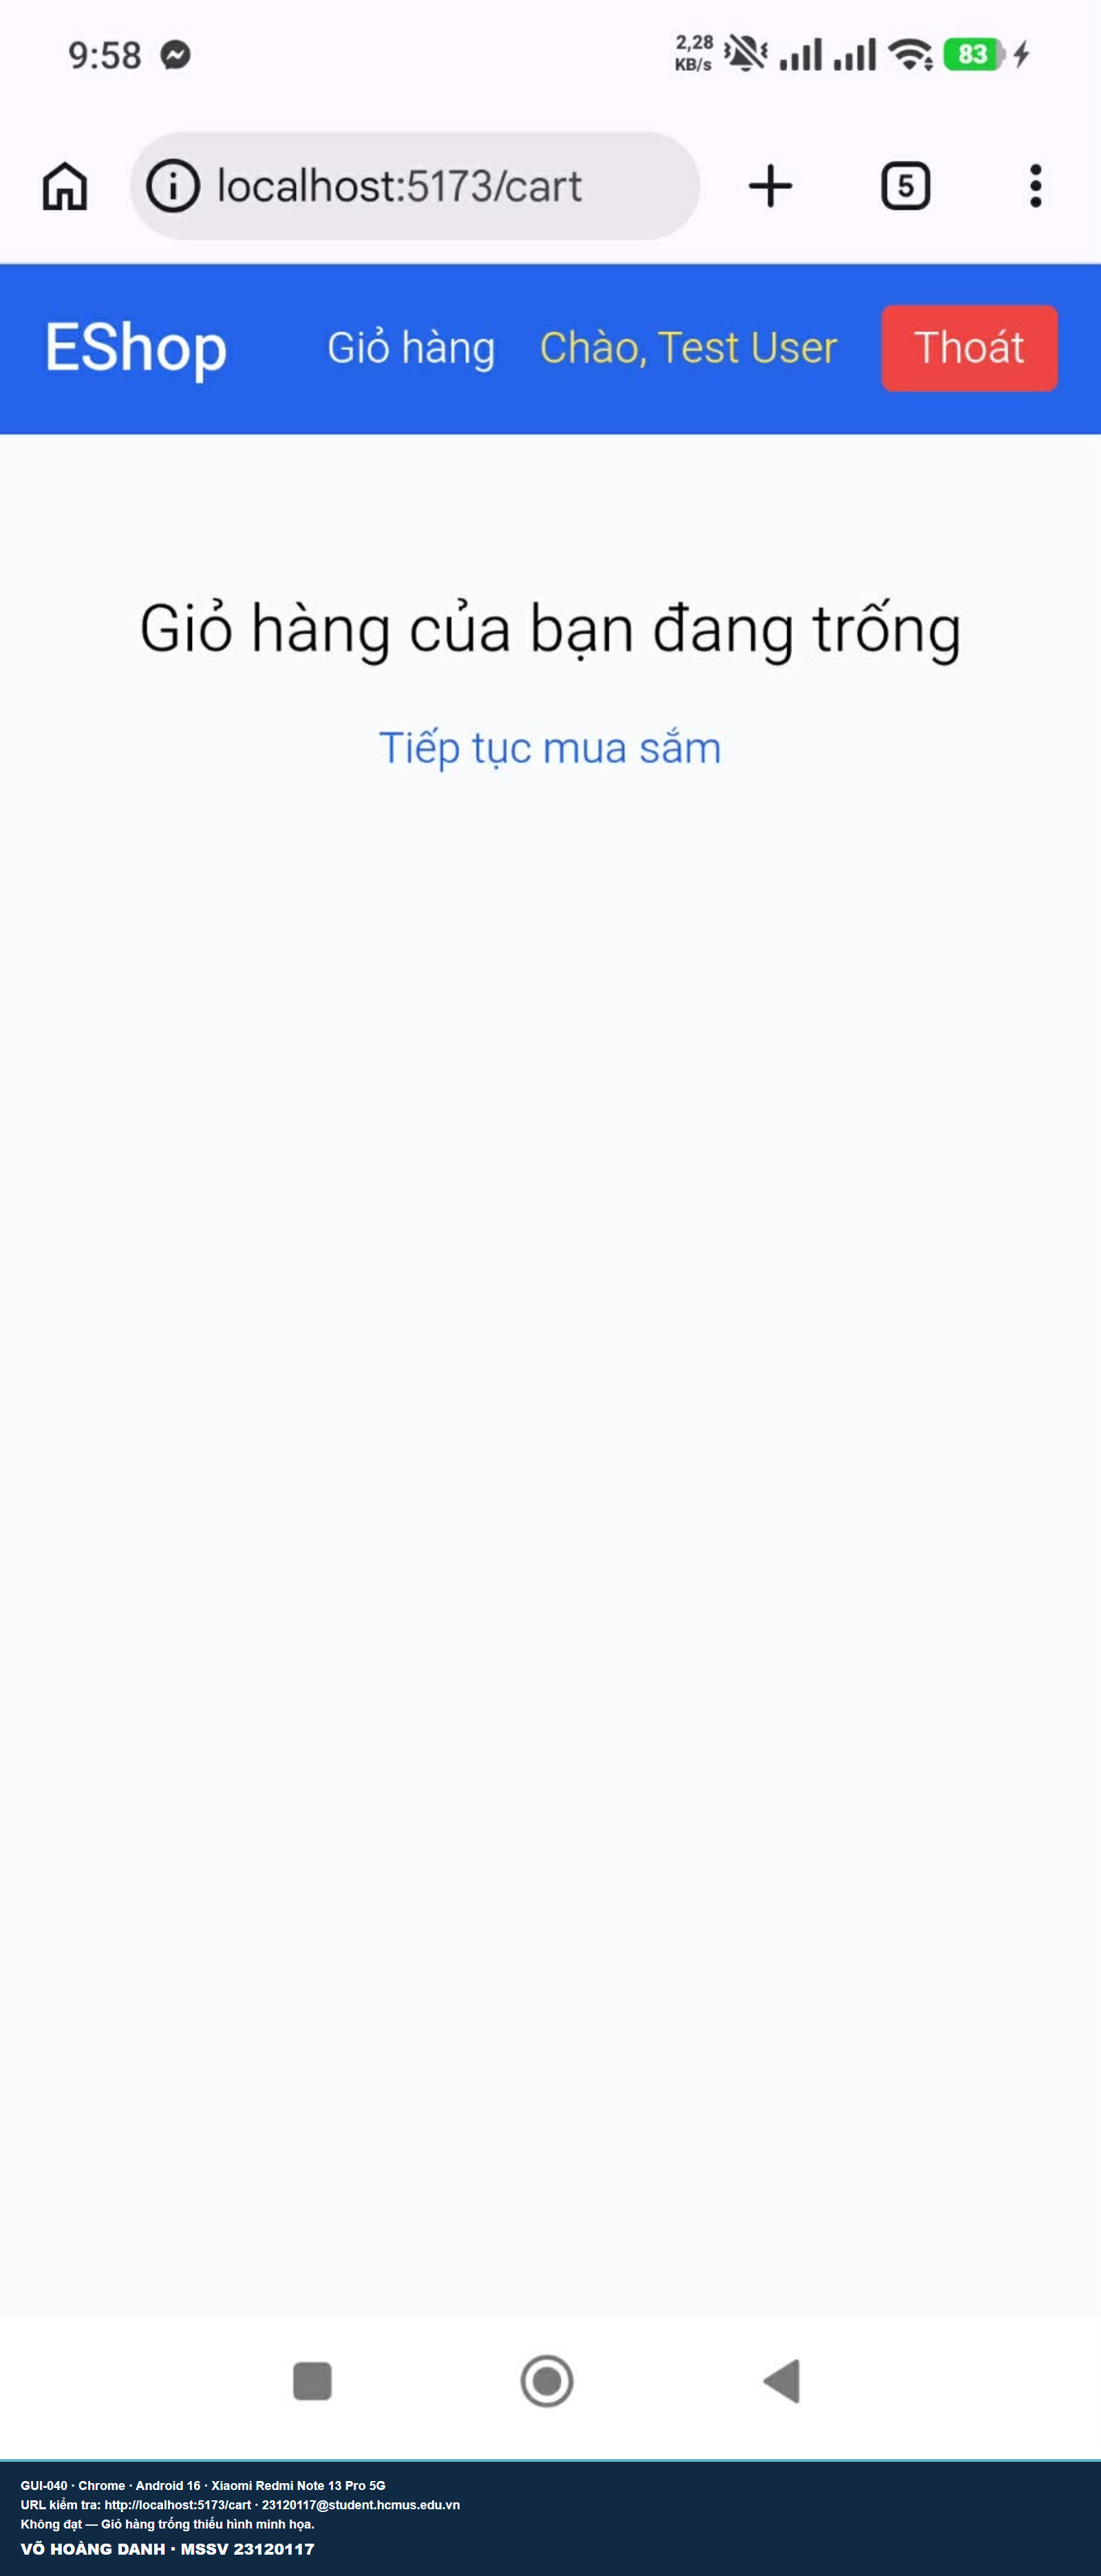 9:58
2,28
KB/s
83
localhost:5173/cart
5
EShop
Giỏ hàng
Chào, Test User
Thoát
Giỏ hàng của bạn đang trống
Tiếp tục mua sắm
GUI-040 · Chrome · Android 16 · Xiaomi Redmi Note 13 Pro 5G
URL kiểm tra: http://localhost:5173/cart · 23120117@student.hcmus.edu.vn
Không đạt — Giỏ hàng trống thiếu hình minh họa.
VÕ HOÀNG DANH · MSSV 23120117